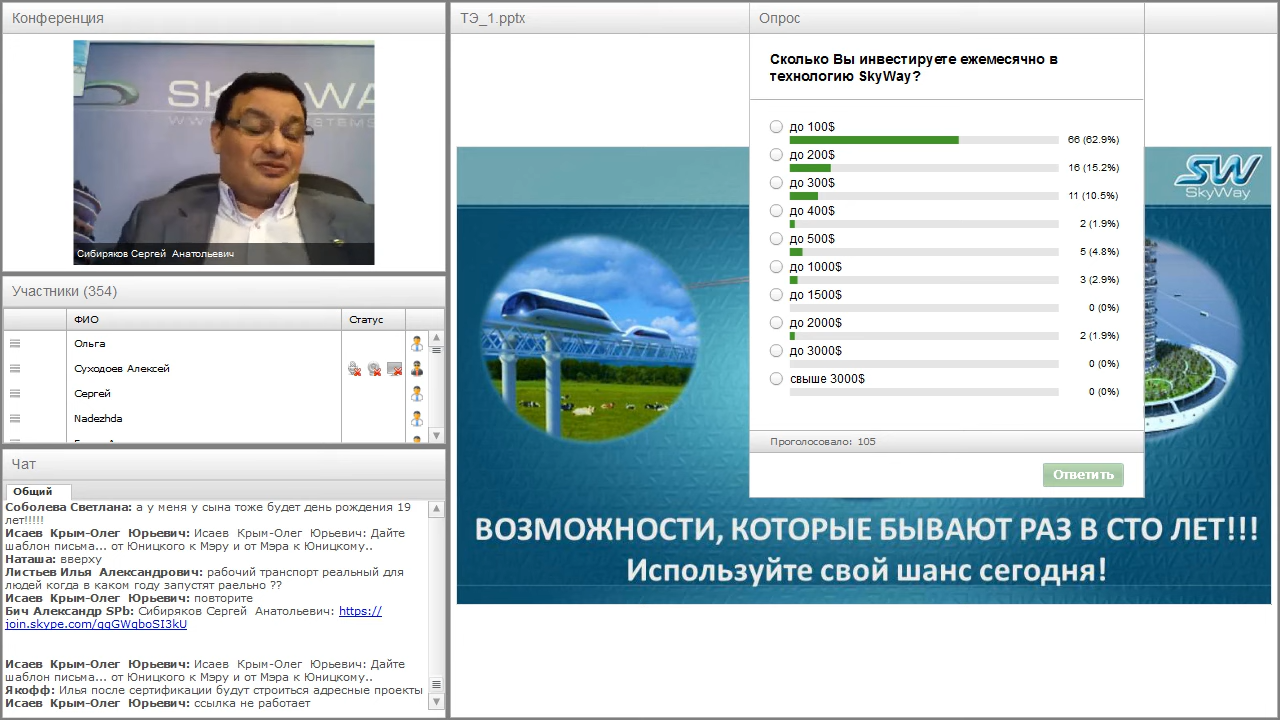 Конференция
SK WA
WWW YSTEMS
Сибиряков Сергей Анатольевич
Участники (354)
ФИО
Статус
Ольга
Суходоев Алексей
Сергей
Nadezhda
Чат
Общий
Соболева Светлана: а у меня у сына тоже будет день рождения 19
лет!!!!!
Исаев Крым-Олег Юрьевич: Исаев Крым-Олег Юрьевич: Дайте
шаблон письма... от Юницкого к Мэру и от Мэра к Юницкому..
Наташа: вверху
Листьев Илья Александрович: рабочий транспорт реальный для
людей когда в каком году запустят раельно ??
Исаев Крым-Олег Юрьевич: повторите
Бич Александр SPb: Сибиряков Сергей Анатольевич: https://
join.skype.com/gqGWgboSI3kU
Исаев Крым-Олег Юрьевич: Исаев Крым-Олег Юрьевич: Дайте
шаблон письма... от Юницкого к Мэру и от Мэра к Юницкому..
Якофф: Илья после сертификации будут строиться адресные проекты
Исаев Крым-Олег Юрьевич: ссылка не работает
ТЭ_1.pptx
Опрос
Сколько Вы инвестируете ежемесячно в
технологию SkyWay?
до 100$
66 (62.9%)
до 200$
16 (15.2%)
до 300$
11 (10.5%)
до 400$
2 (1.9%)
до 500$
5 (4.8%)
до 1000$
3 (2.9%)
до 1500$
0 (0%)
до 2000$
2 (1.9%)
до 3000$
0 (0%)
свыше 3000$
0 (0%)
Проголосовало: 105
Ответить
SW
SkyWay
ВОЗМОЖНОСТИ, КОТОРЫЕ БЫВАЮТ РАЗ В СТО ЛЕТ!!!
Используйте свой шанс сегодня!